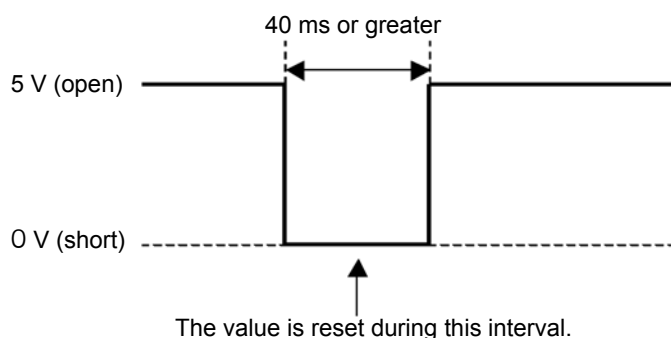 40 ms or greater
5 V (open)
0 V (short)
The value is reset during this interval.